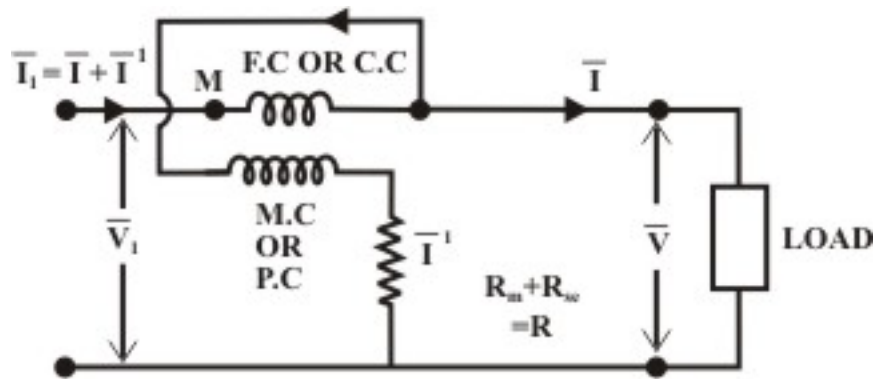 F.C OR C.C
I̅₁ = I̅ + I̅¹
M
I̅
V̅₁
M.C
OR
P.C
I̅¹
Rₘ+Rₛₑ
=R
V̅
LOAD